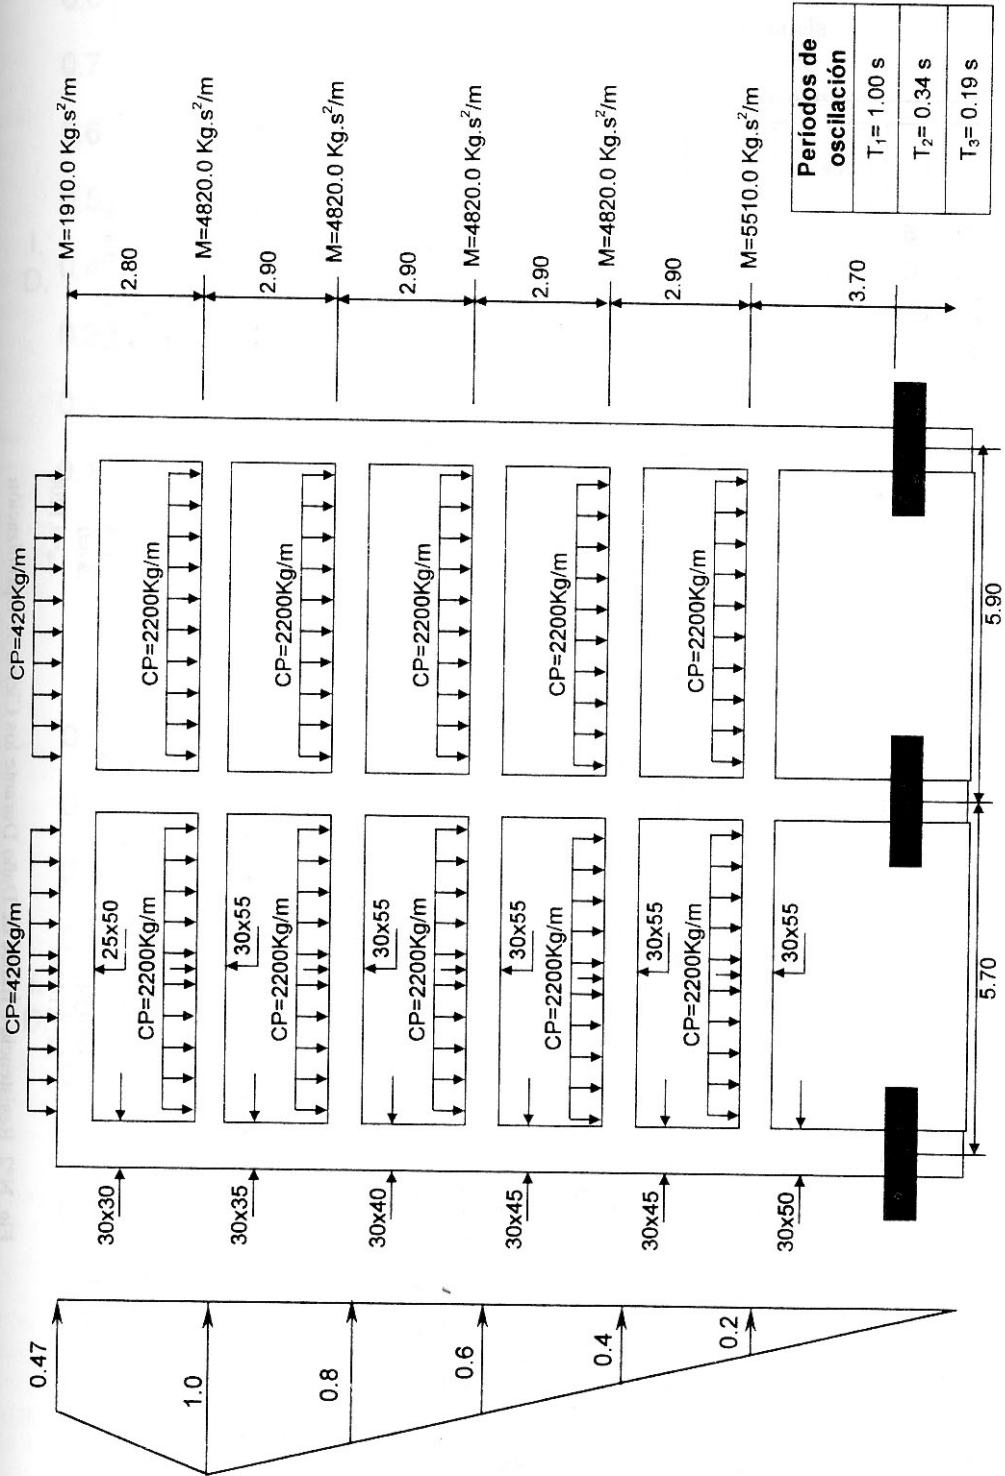 CP=420Kg/m
CP=420Kg/m
M=1910.0 Kg.s²/m
2.80
M=4820.0 Kg.s²/m
2.90
M=4820.0 Kg.s²/m
2.90
M=4820.0 Kg.s²/m
2.90
M=4820.0 Kg.s²/m
2.90
M=5510.0 Kg.s²/m
3.70
25x50
CP=2200Kg/m
CP=2200Kg/m
30x55
CP=2200Kg/m
CP=2200Kg/m
30x55
CP=2200Kg/m
CP=2200Kg/m
30x55
CP=2200Kg/m
CP=2200Kg/m
30x55
CP=2200Kg/m
CP=2200Kg/m
30x55
30x30
30x35
30x40
30x45
30x45
30x50
5.70
5.90
0.47
1.0
0.8
0.6
0.4
0.2
Períodos de
oscilación
T₁= 1.00 s
T₂= 0.34 s
T₃= 0.19 s